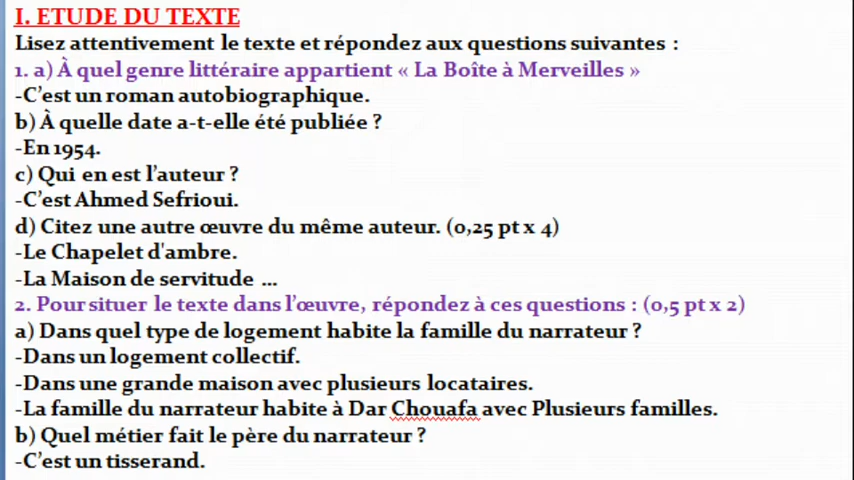 I. ETUDE DU TEXTE
Lisez attentivement le texte et répondez aux questions suivantes :
1. a) À quel genre littéraire appartient « La Boîte à Merveilles »
-C’est un roman autobiographique.
b) À quelle date a-t-elle été publiée ?
-En 1954.
c) Qui en est l’auteur ?
-C’est Ahmed Sefrioui.
d) Citez une autre œuvre du même auteur. (0,25 pt x 4)
-Le Chapelet d'ambre.
-La Maison de servitude ...
2. Pour situer le texte dans l’œuvre, répondez à ces questions : (0,5 pt x 2)
a) Dans quel type de logement habite la famille du narrateur ?
-Dans un logement collectif.
-Dans une grande maison avec plusieurs locataires.
-La famille du narrateur habite à Dar Chouafa avec Plusieurs familles.
b) Quel métier fait le père du narrateur ?
-C’est un tisserand.